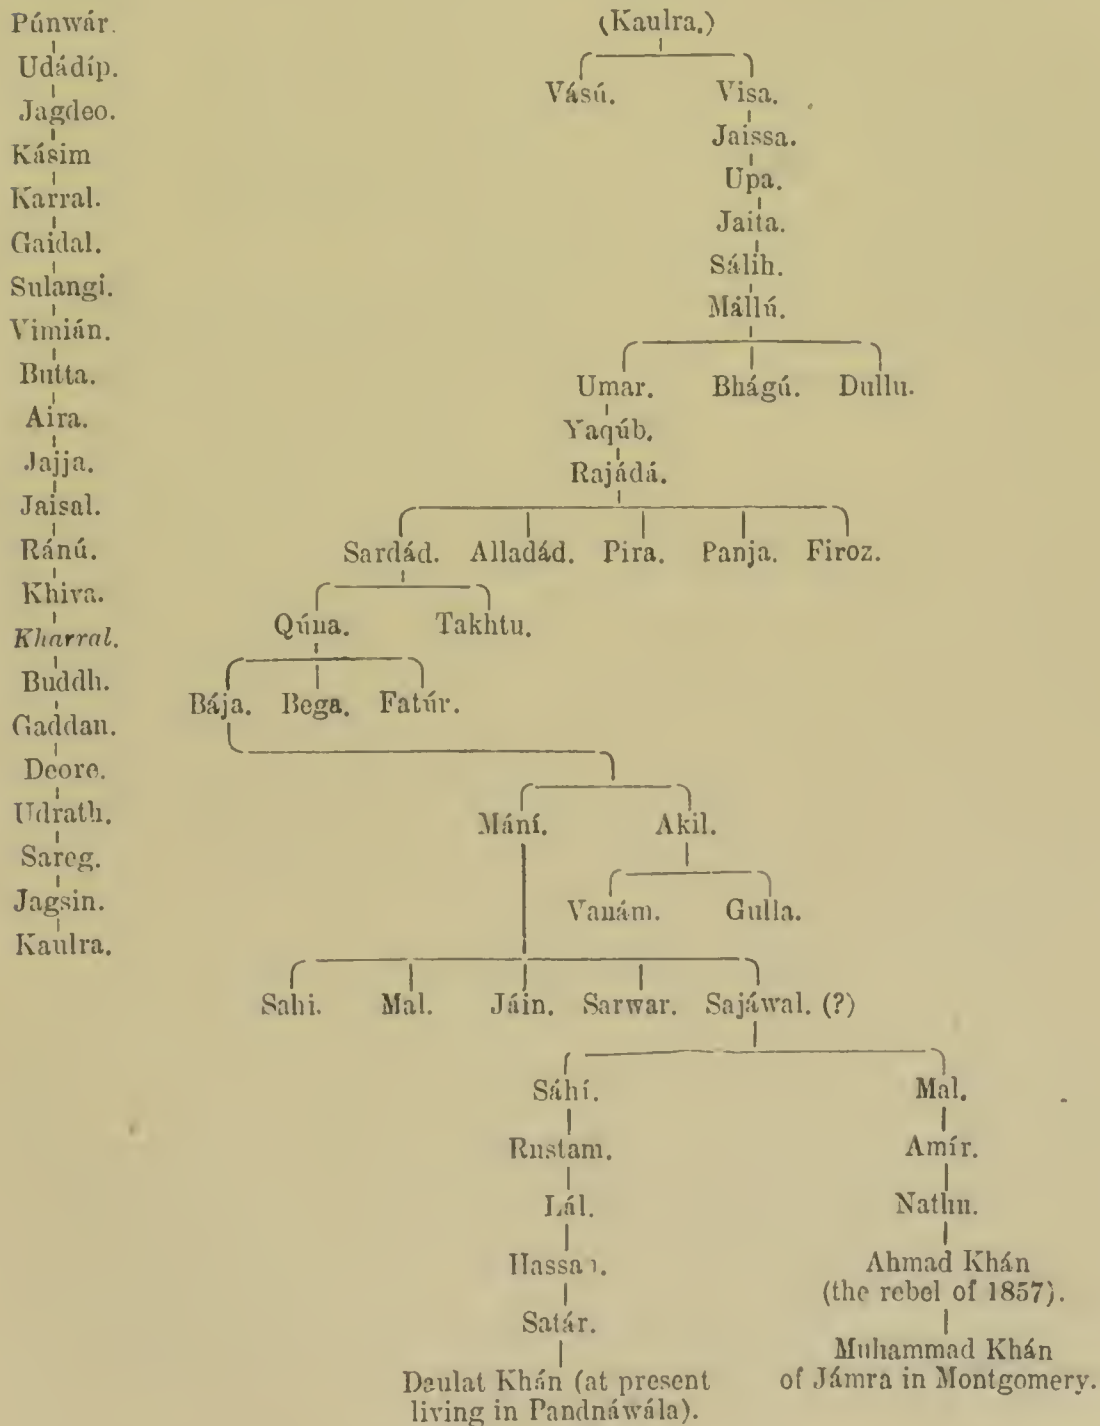 Púnwár.
Udádíp.
Jagdeo.
Kásim
Karral.
Gaidal.
Sulangi.
Vimián.
Butta.
Aira.
Jajja.
Jaisal.
Ránú.
Khiva.
Kharral.
Buddh.
Gaddan.
Deore.
Udrath.
Sareg.
Jagsin.
Kaulra.
(Kaulra.)
Vású. Visa.
Jaissa.
Upa.
Jaita.
Sálih.
Mállú.
Umar. Bhágú. Dullu.
Yaqúb.
Rajádá.
Sardád. Alladád. Pira. Panja. Firoz.
Qúna. Takhtu.
Bája. Bega. Fatúr.
Mání. Akil.
Vanám. Gulla.
Sahi. Mal. Jáin. Sarwar. Sajáwal. (?)
Sáhí. Mal.
Rustam. Amír.
Lál. Nathu.
Hassan. Ahmad Khán
(the rebel of 1857).
Satár.
Muhammad Khán
of Jámra in Montgomery.
Daulat Khán (at present
living in Pandnáwála).